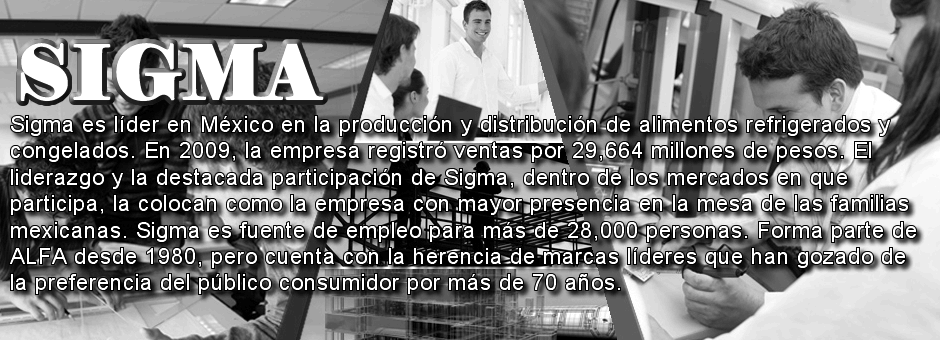 SIGMA
Sigma es líder en México en la producción y distribución de alimentos refrigerados y
congelados. En 2009, la empresa registró ventas por 29,664 millones de pesos. El
liderazgo y la destacada participación de Sigma, dentro de los mercados en que
participa, la colocan como la empresa con mayor presencia en la mesa de las familias
mexicanas. Sigma es fuente de empleo para más de 28,000 personas. Forma parte de
ALFA desde 1980, pero cuenta con la herencia de marcas líderes que han gozado de
la preferencia del público consumidor por más de 70 años.